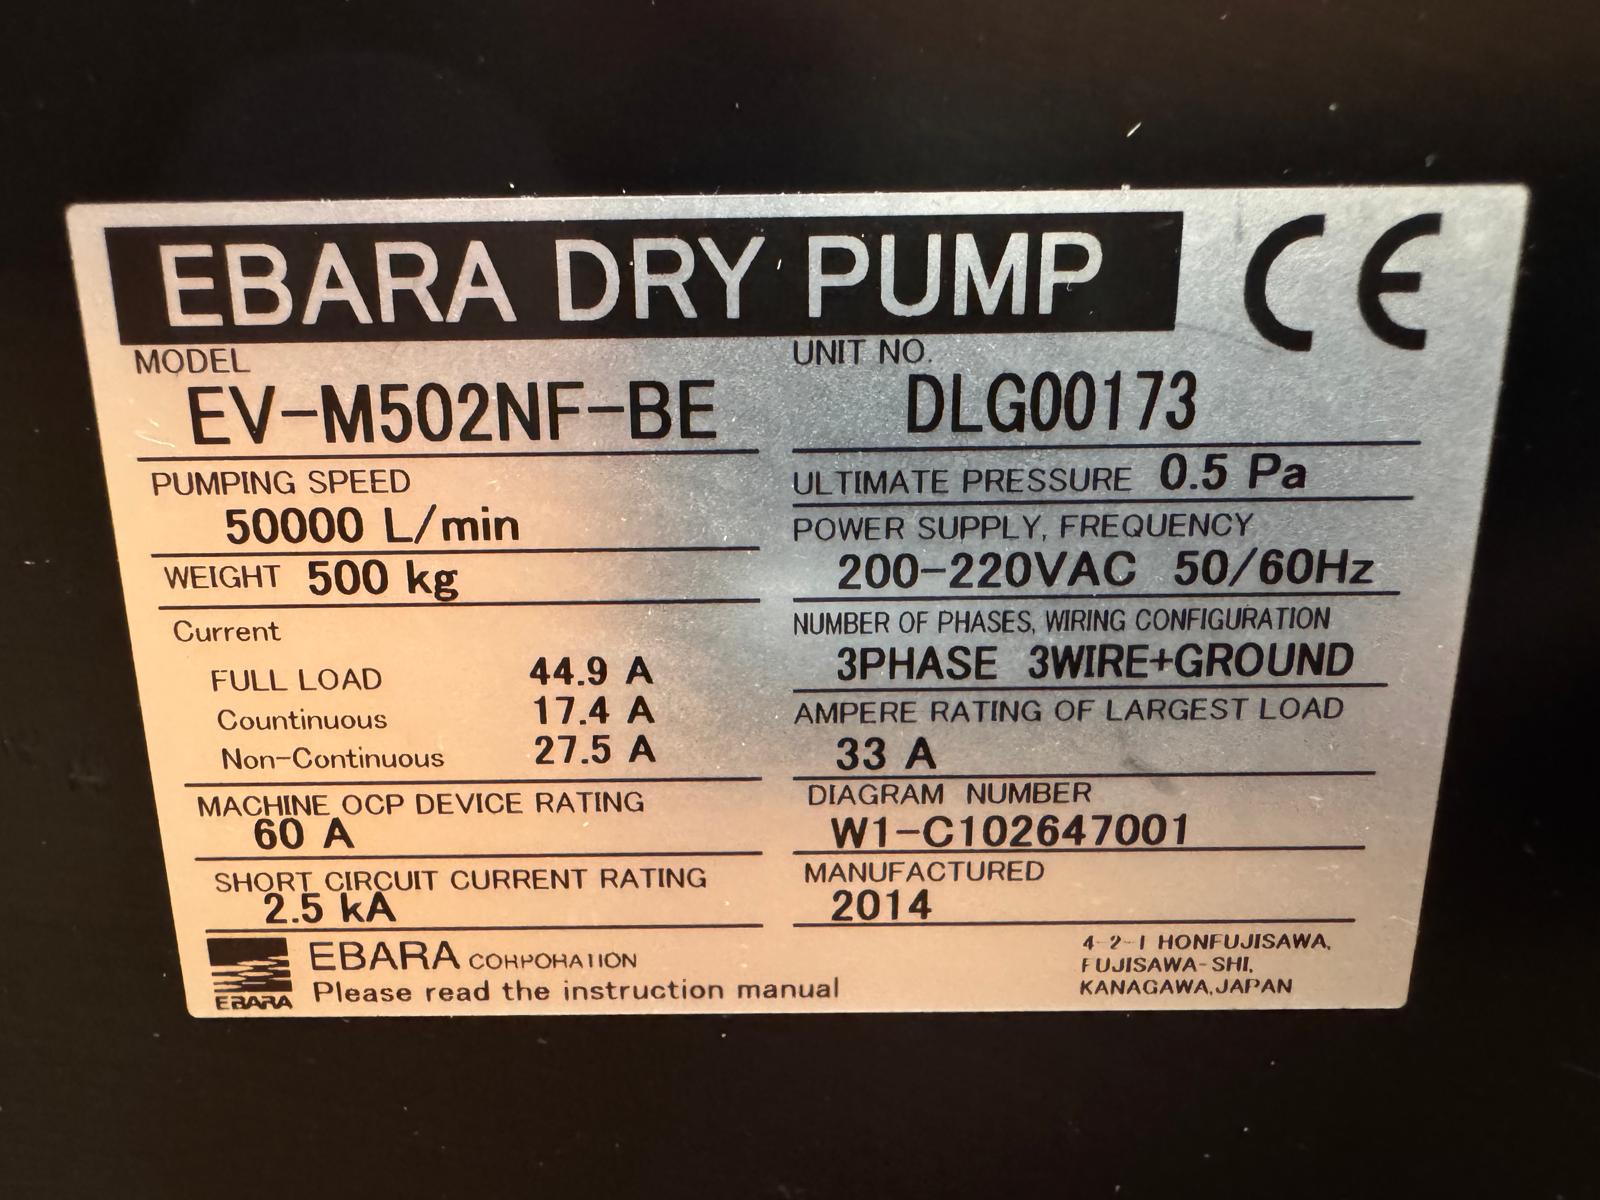 EBARA DRY PUMP
CE
MODEL
EV-M502NF-BE
UNIT NO.
DLG00173
PUMPING SPEED
50000 L/min
ULTIMATE PRESSURE 0.5 Pa
WEIGHT 500 kg
POWER SUPPLY, FREQUENCY
200-220VAC 50/60Hz
Current
FULL LOAD 44.9 A
Countinuous 17.4 A
Non-Continuous 27.5 A
NUMBER OF PHASES, WIRING CONFIGURATION
3PHASE 3WIRE+GROUND
AMPERE RATING OF LARGEST LOAD
33 A
MACHINE OCP DEVICE RATING
60 A
DIAGRAM NUMBER
W1-C102647001
SHORT CIRCUIT CURRENT RATING
2.5 kA
MANUFACTURED
2014
EBARA
EBARA CORPORATION
Please read the instruction manual
4-2-1 HONFUJISAWA,
FUJISAWA-SHI,
KANAGAWA,JAPAN